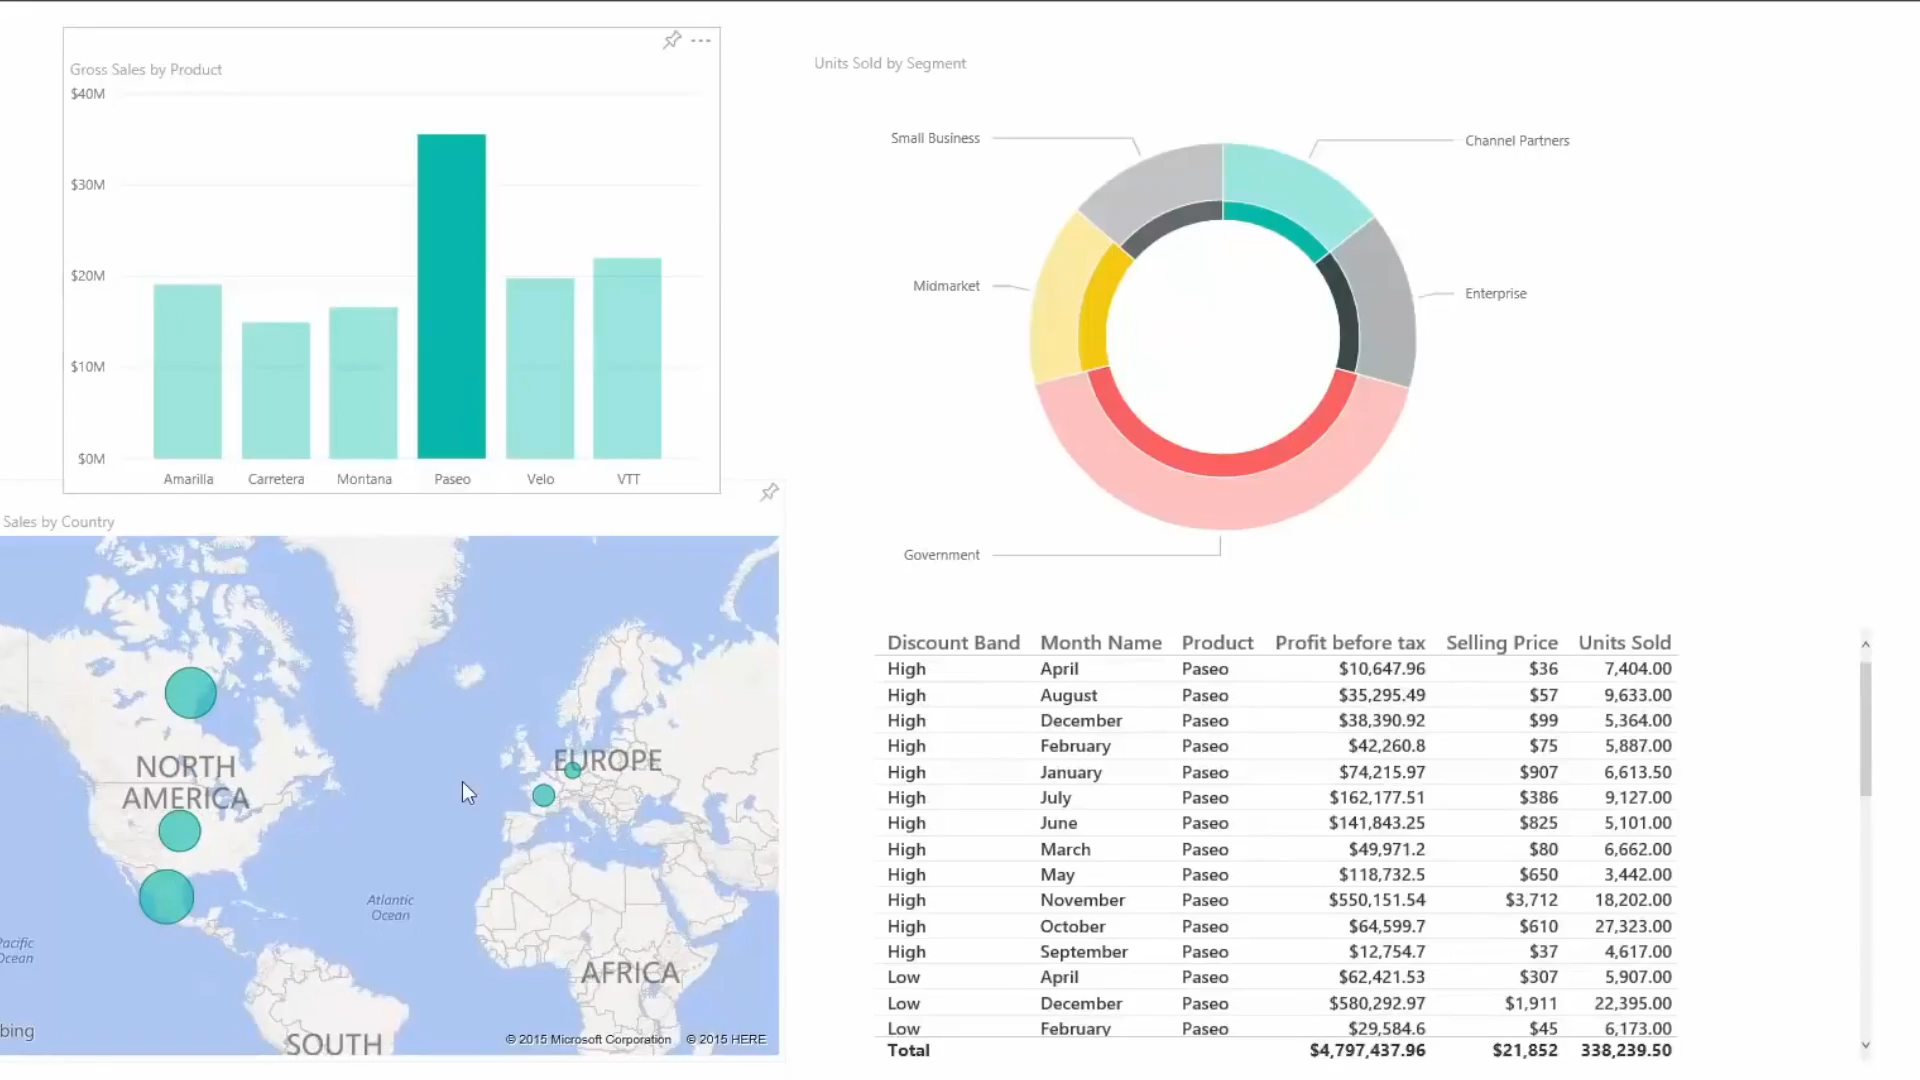 Gross Sales by Product
$40M
$30M
$20M
$10M
$0M
Amarilla Carretera Montana Paseo Velo VTT
Units Sold by Segment
Small Business
Channel Partners
Midmarket
Enterprise
Government
Sales by Country
NORTH
AMERICA
EUROPE
Atlantic
Ocean
Pacific
Ocean
AFRICA
SOUTH
bing
© 2015 Microsoft Corporation © 2015 HERE
Discount Band Month Name Product Profit before tax Selling Price Units Sold
High April Paseo $10,647.96 $36 7,404.00
High August Paseo $35,295.49 $57 9,633.00
High December Paseo $38,390.92 $99 5,364.00
High February Paseo $42,260.8 $75 5,887.00
High January Paseo $74,215.97 $907 6,613.50
High July Paseo $162,177.51 $386 9,127.00
High June Paseo $141,843.25 $825 5,101.00
High March Paseo $49,971.2 $80 6,662.00
High May Paseo $118,732.5 $650 3,442.00
High November Paseo $550,151.54 $3,712 18,202.00
High October Paseo $64,599.7 $610 27,323.00
High September Paseo $12,754.7 $37 4,617.00
Low April Paseo $62,421.53 $307 5,907.00
Low December Paseo $580,292.97 $1,911 22,395.00
Low February Paseo $29,584.6 $45 6,173.00
Total $4,797,437.96 $21,852 338,239.50